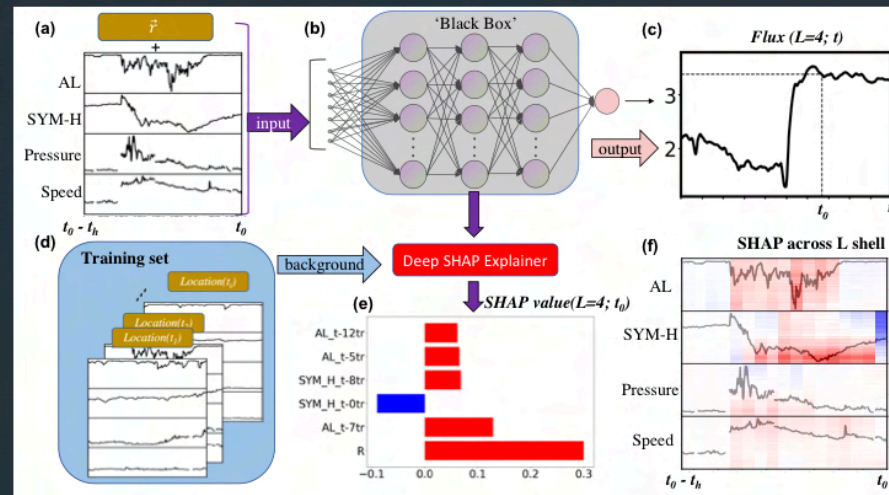 (a)
r⃗
+
AL
SYM-H
Pressure
Speed
t₀ - tₕ
t₀
input
(b)
'Black Box'
output
(c)
Flux (L=4; t)
3
2
t₀
(d)
Training set
Location(tⱼ)
Location(t₂)
Location(t₁)
background
Deep SHAP Explainer
SHAP value(L=4; t₀)
(e)
AL_t-12tr
AL_t-5tr
SYM_H_t-8tr
SYM_H_t-0tr
AL_t-7tr
R
−0.1
0.0
0.1
0.2
0.3
(f)
SHAP across L shell
AL
SYM-H
Pressure
Speed
t₀ - tₕ